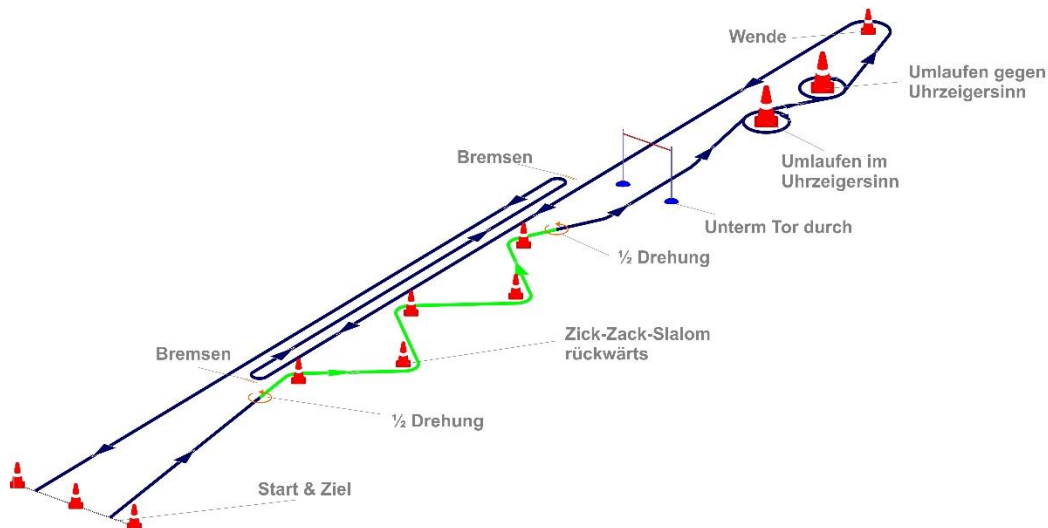 Wende
Umlaufen gegen
Uhrzeigersinn
Bremsen
Umlaufen im
Uhrzeigersinn
Unterm Tor durch
½ Drehung
Zick-Zack-Slalom
rückwärts
Bremsen
½ Drehung
Start & Ziel